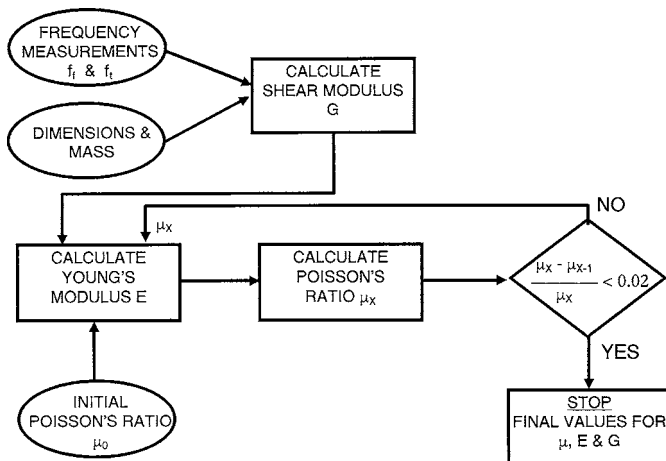 FREQUENCY
MEASUREMENTS
f_f & f_t
CALCULATE
SHEAR MODULUS
G
DIMENSIONS &
MASS
NO
μ_X
CALCULATE
YOUNG'S
MODULUS E
CALCULATE
POISSON'S
RATIO μ_X
μ_X - μ_X-1
μ_X
< 0.02
YES
INITIAL
POISSON'S RATIO
μ_0
STOP
FINAL VALUES FOR
μ, E & G